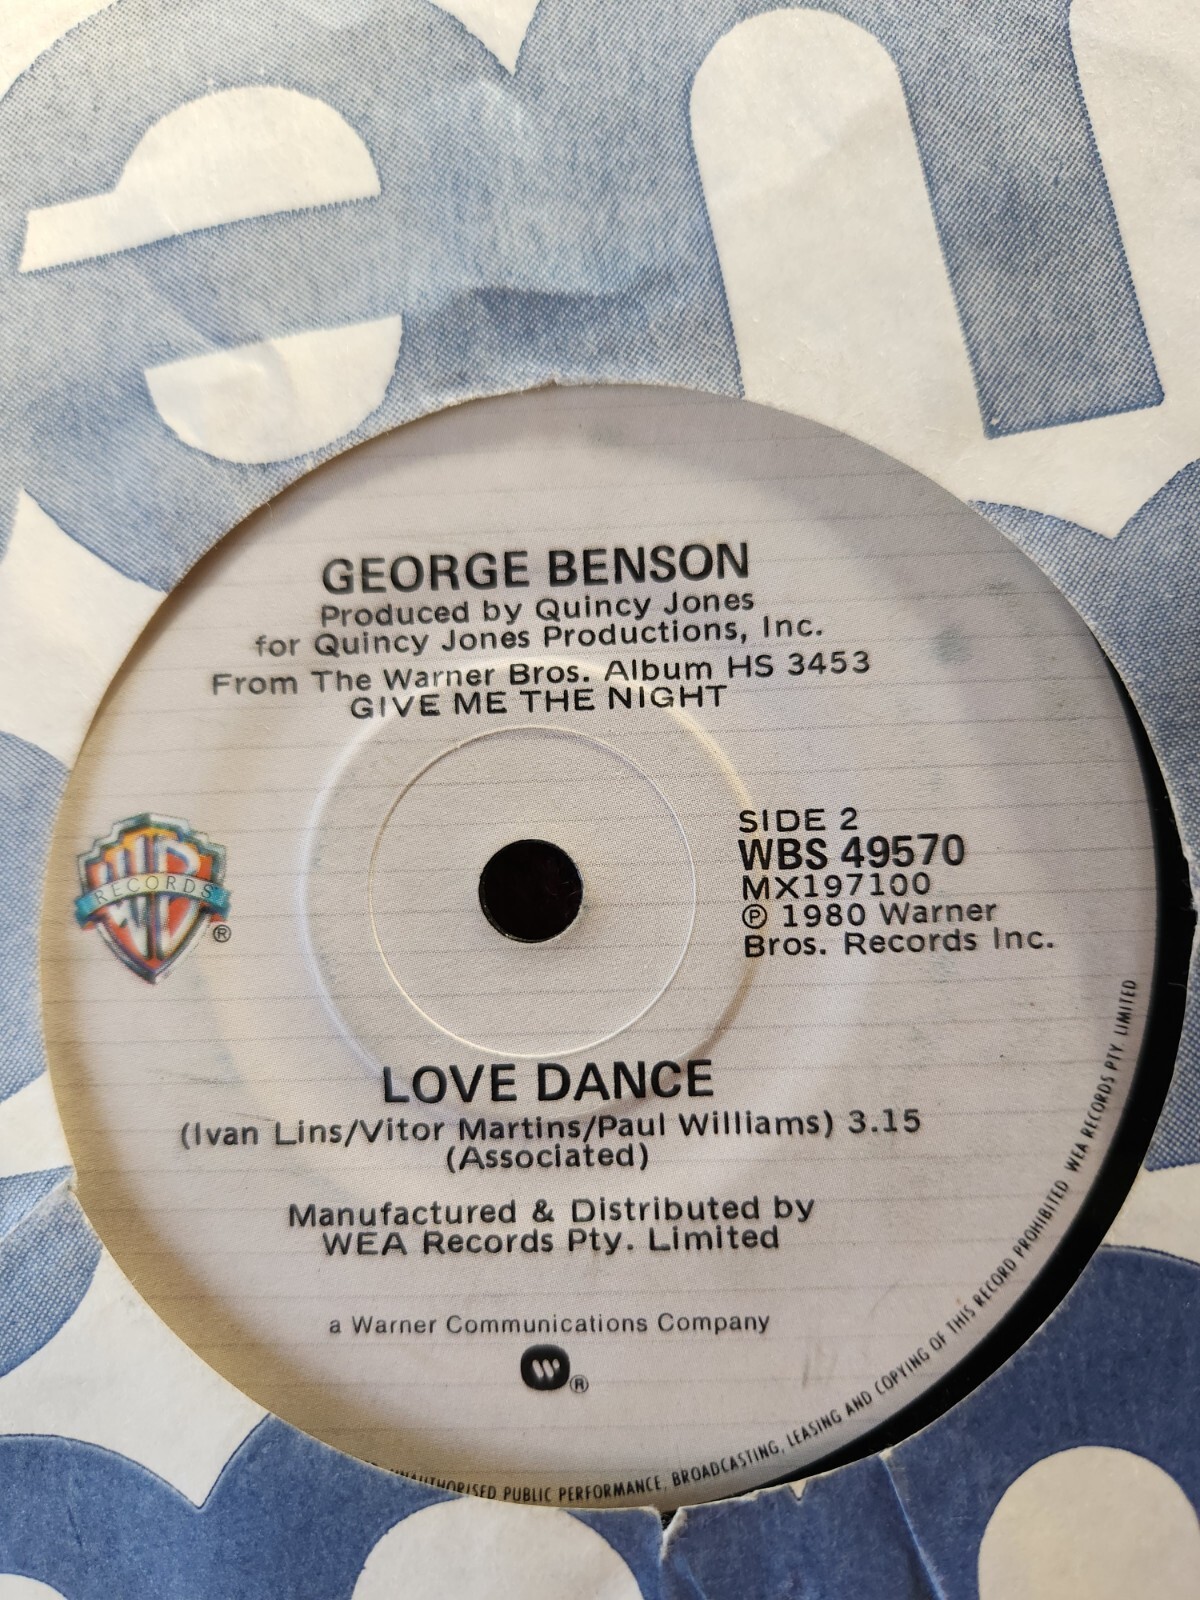 em
GEORGE BENSON
Produced by Quincy Jones
for Quincy Jones Productions, Inc.
From The Warner Bros. Album HS 3453
GIVE ME THE NIGHT
RECORDS
®
SIDE 2
WBS 49570
MX197100
℗ 1980 Warner
Bros. Records Inc.
LOVE DANCE
(Ivan Lins/Vitor Martins/Paul Williams) 3.15
(Associated)
Manufactured & Distributed by
WEA Records Pty. Limited
a Warner Communications Company
®
UNAUTHORISED PUBLIC PERFORMANCE, BROADCASTING, LEASING AND COPYING OF THIS RECORD PROHIBITED WEA RECORDS PTY LIMITED